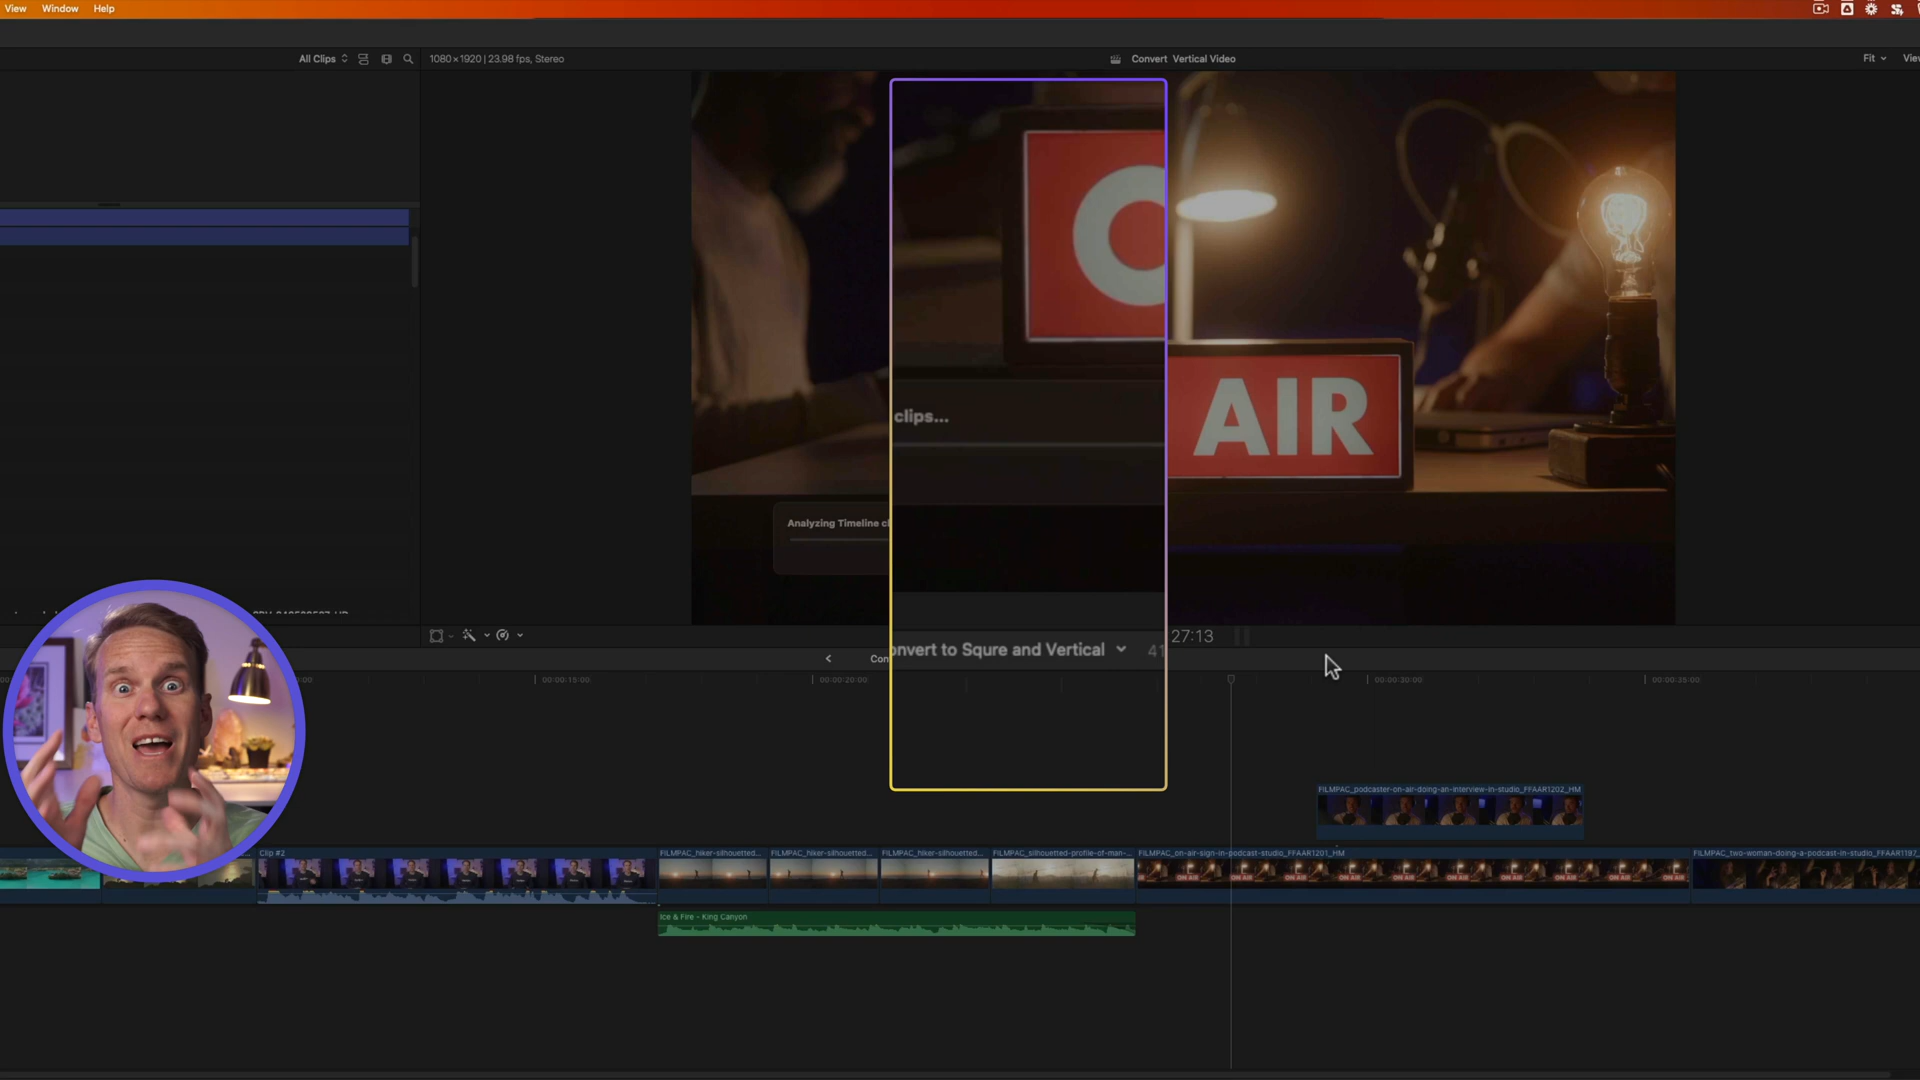 View Window Help
All Clips
1080×1920 | 23.98 fps, Stereo
Convert Vertical Video
Fit
AIR
clips...
Analyzing Timeline cl
27:13
Con
onvert to Squre and Vertical
41
00:00:15:00
00:00:20:00
00:00:30:00
00:00:35:00
FILMPAC_podcaster-on-air-doing-an-interview-in-studio_FFAAR1202_HM
Clip #2
FILMPAC_hiker-silhouetted...
FILMPAC_hiker-silhouetted...
FILMPAC_hiker-silhouetted...
FILMPAC_silhouetted-profile-of-man-...
FILMPAC_on-air-sign-in-podcast-studio_FFAAR1201_HM
FILMPAC_two-woman-doing-a-podcast-in-studio_FFAAR1197_
Ice & Fire - King Canyon